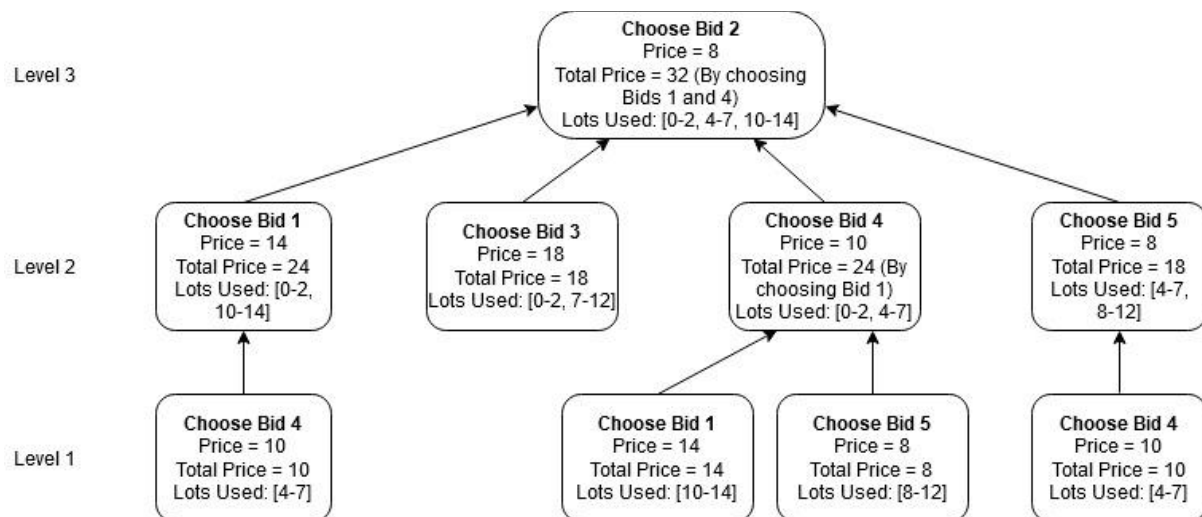 Level 3
Choose Bid 2
Price = 8
Total Price = 32 (By choosing
Bids 1 and 4)
Lots Used: [0-2, 4-7, 10-14]
Level 2
Choose Bid 1
Price = 14
Total Price = 24
Lots Used: [0-2,
10-14]
Choose Bid 3
Price = 18
Total Price = 18
Lots Used: [0-2, 7-12]
Choose Bid 4
Price = 10
Total Price = 24 (By
choosing Bid 1)
Lots Used: [0-2, 4-7]
Choose Bid 5
Price = 8
Total Price = 18
Lots Used: [4-7,
8-12]
Level 1
Choose Bid 4
Price = 10
Total Price = 10
Lots Used: [4-7]
Choose Bid 1
Price = 14
Total Price = 14
Lots Used: [10-14]
Choose Bid 5
Price = 8
Total Price = 8
Lots Used: [8-12]
Choose Bid 4
Price = 10
Total Price = 10
Lots Used: [4-7]